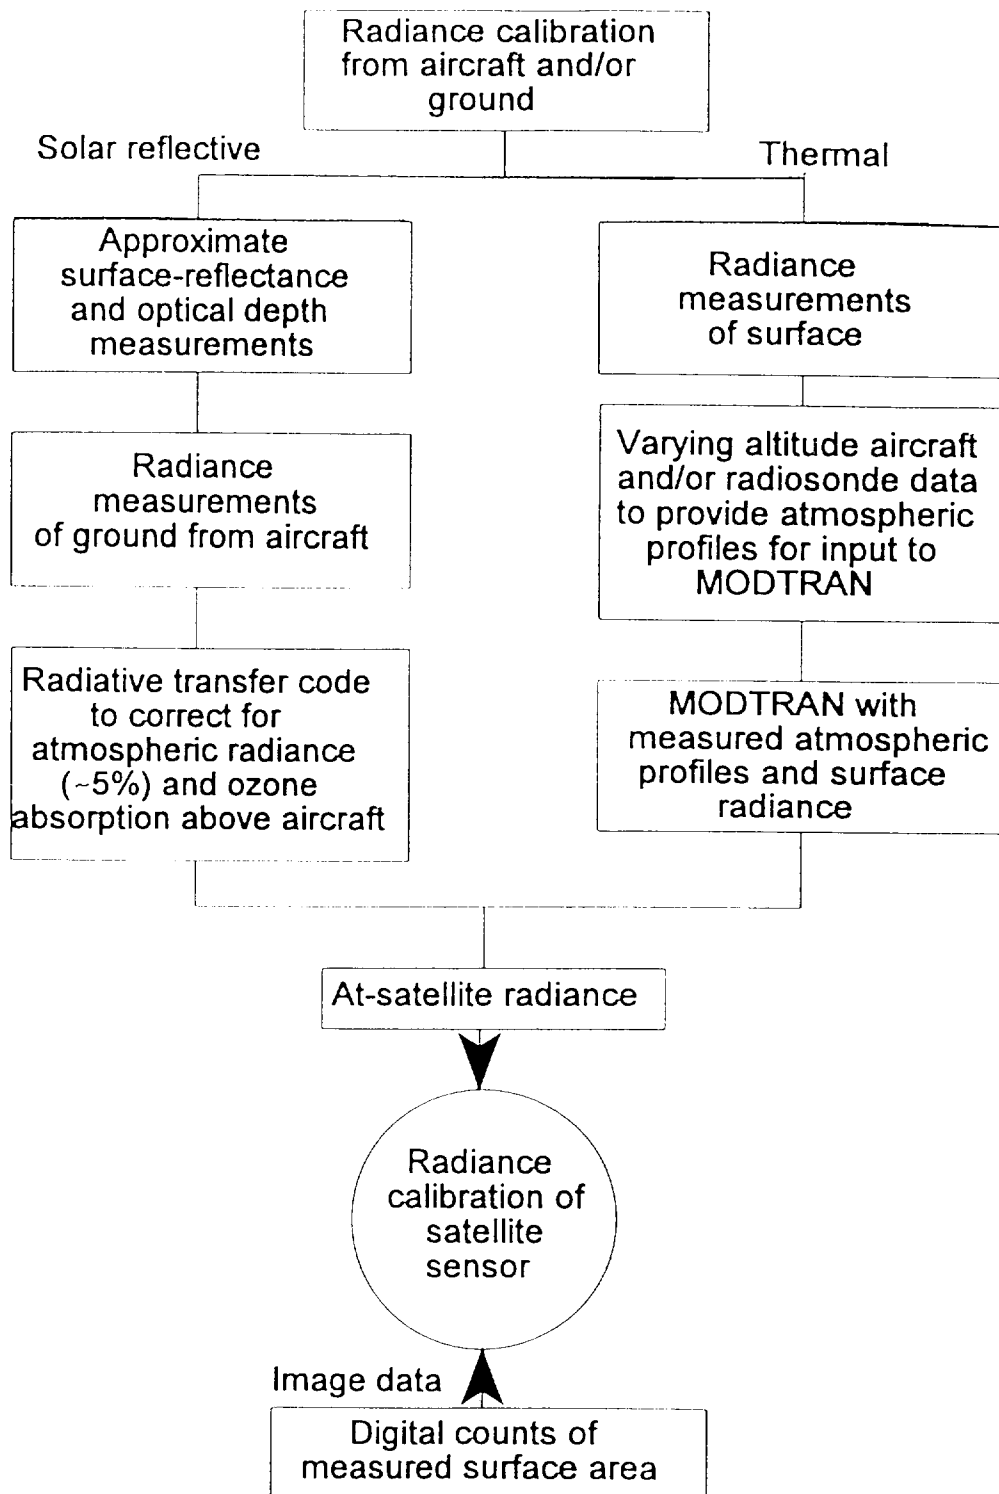 Radiance calibration
from aircraft and/or
ground
Solar reflective
Thermal
Approximate
surface-reflectance
and optical depth
measurements
Radiance
measurements
of ground from aircraft
Radiative transfer code
to correct for
atmospheric radiance
(~5%) and ozone
absorption above aircraft
Radiance
measurements
of surface
Varying altitude aircraft
and/or radiosonde data
to provide atmospheric
profiles for input to
MODTRAN
MODTRAN with
measured atmospheric
profiles and surface
radiance
At-satellite radiance
Radiance
calibration of
satellite
sensor
Image data
Digital counts of
measured surface area